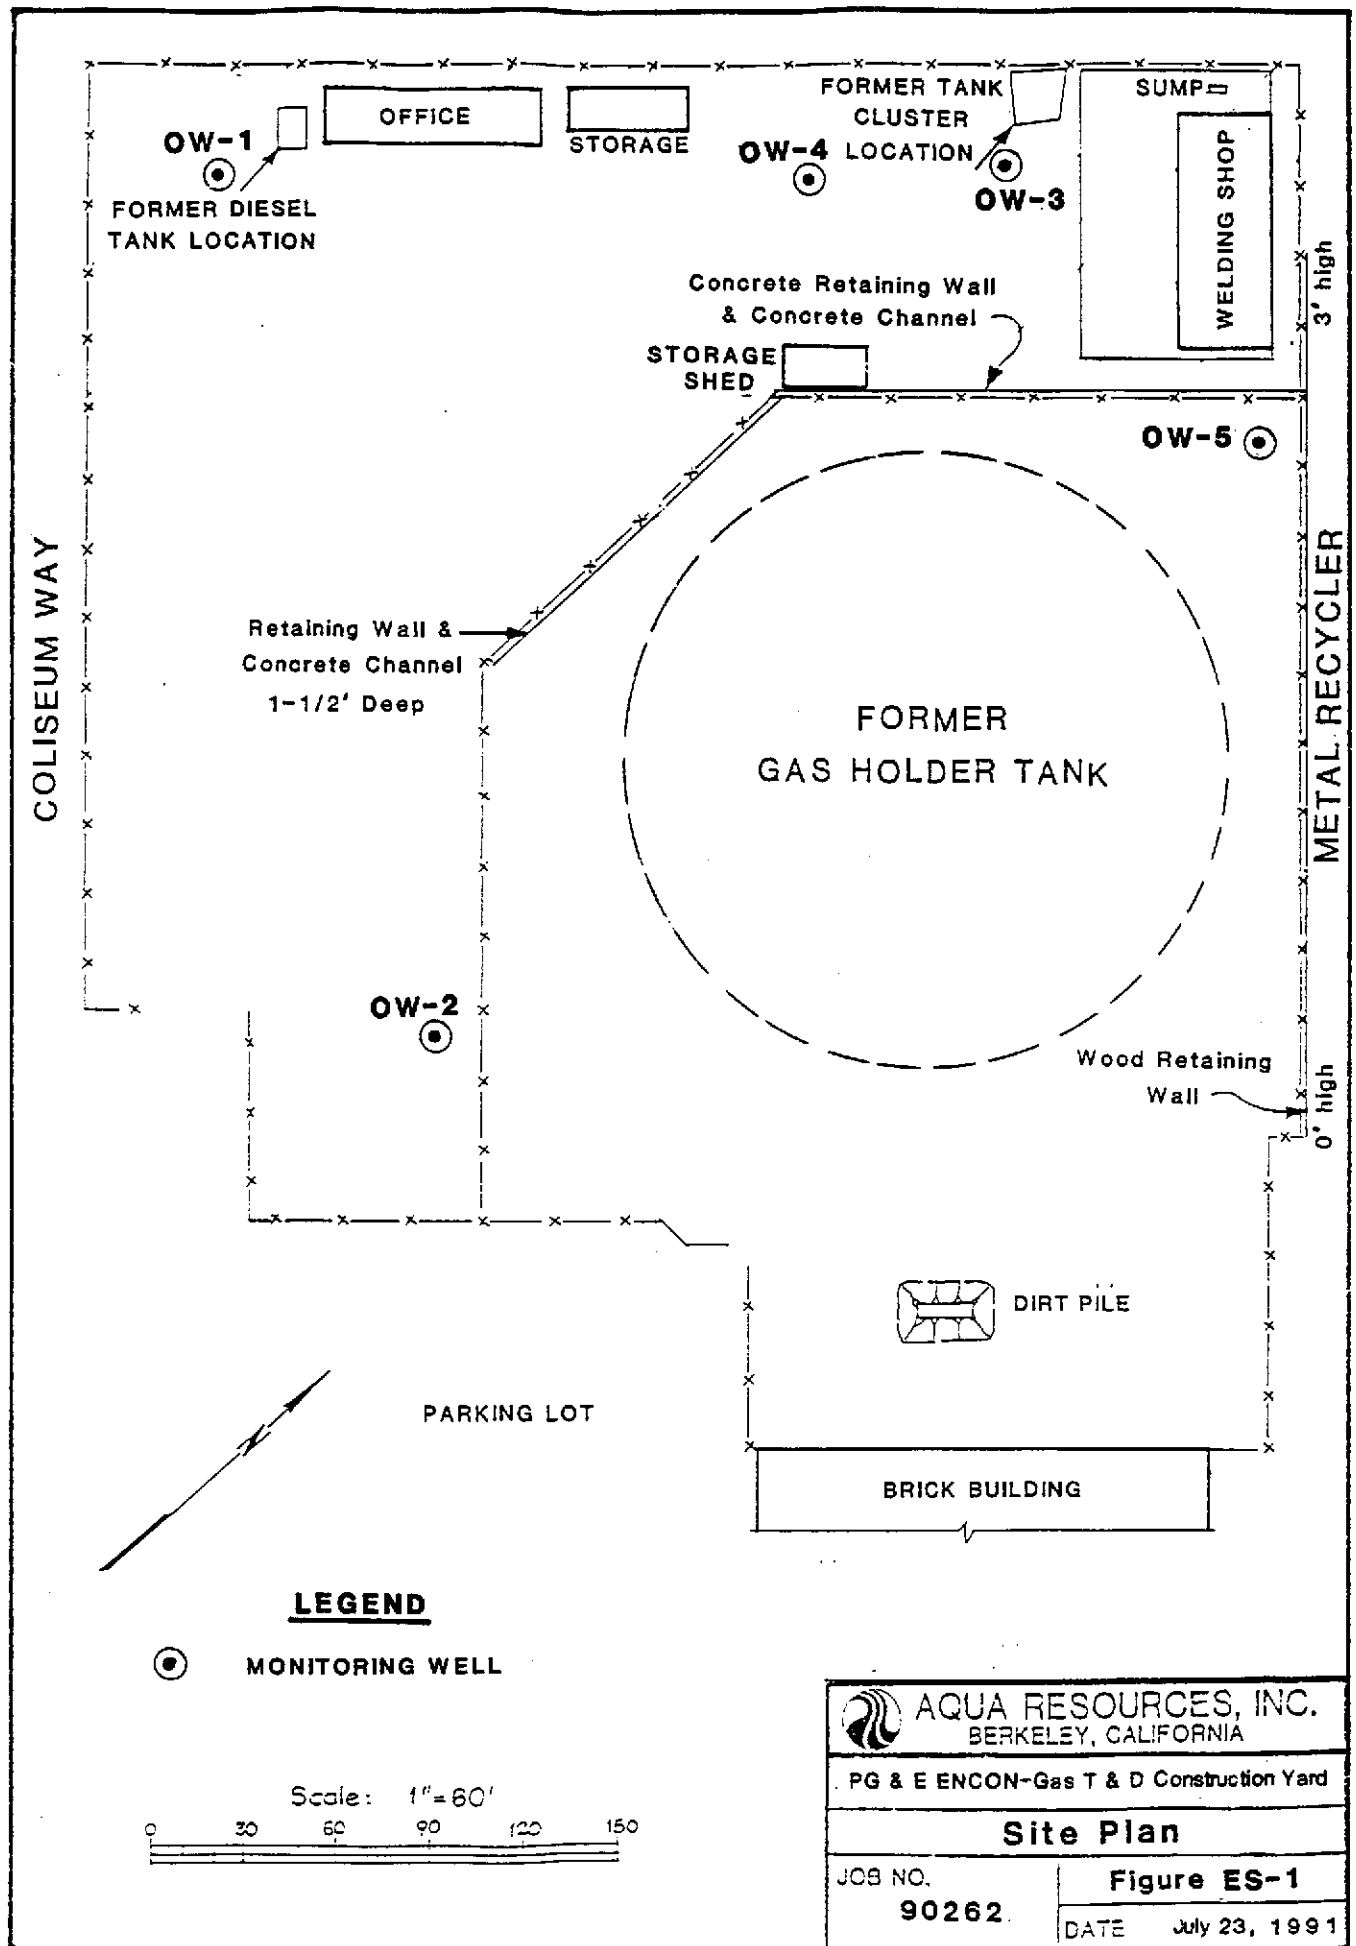 FORMER TANK
CLUSTER
LOCATION
SUMP
OFFICE
STORAGE
OW-1
OW-4
OW-3
FORMER DIESEL
TANK LOCATION
WELDING SHOP
3' high
Concrete Retaining Wall
& Concrete Channel
STORAGE
SHED
OW-5
COLISEUM WAY
METAL RECYCLER
Retaining Wall &
Concrete Channel
1-1/2' Deep
FORMER
GAS HOLDER TANK
OW-2
Wood Retaining
Wall
0' high
DIRT PILE
PARKING LOT
BRICK BUILDING
LEGEND
MONITORING WELL
Scale: 1"=60'
0 30 60 90 120 150
AQUA RESOURCES, INC.
BERKELEY, CALIFORNIA
PG & E ENCON-Gas T & D Construction Yard
Site Plan
JOB NO.
90262
Figure ES-1
DATE July 23, 1991